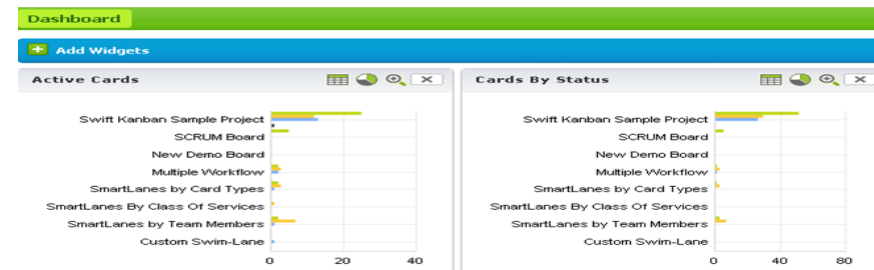 Dashboard
Add Widgets
Active Cards
Swift Kanban Sample Project
SCRUM Board
New Demo Board
Multiple Workflow
SmartLanes by Card Types
SmartLanes By Class Of Services
SmartLanes by Team Members
Custom Swim-Lane
0 20 40
Cards By Status
Swift Kanban Sample Project
SCRUM Board
New Demo Board
Multiple Workflow
SmartLanes by Card Types
SmartLanes By Class Of Services
SmartLanes by Team Members
Custom Swim-Lane
0 40 80